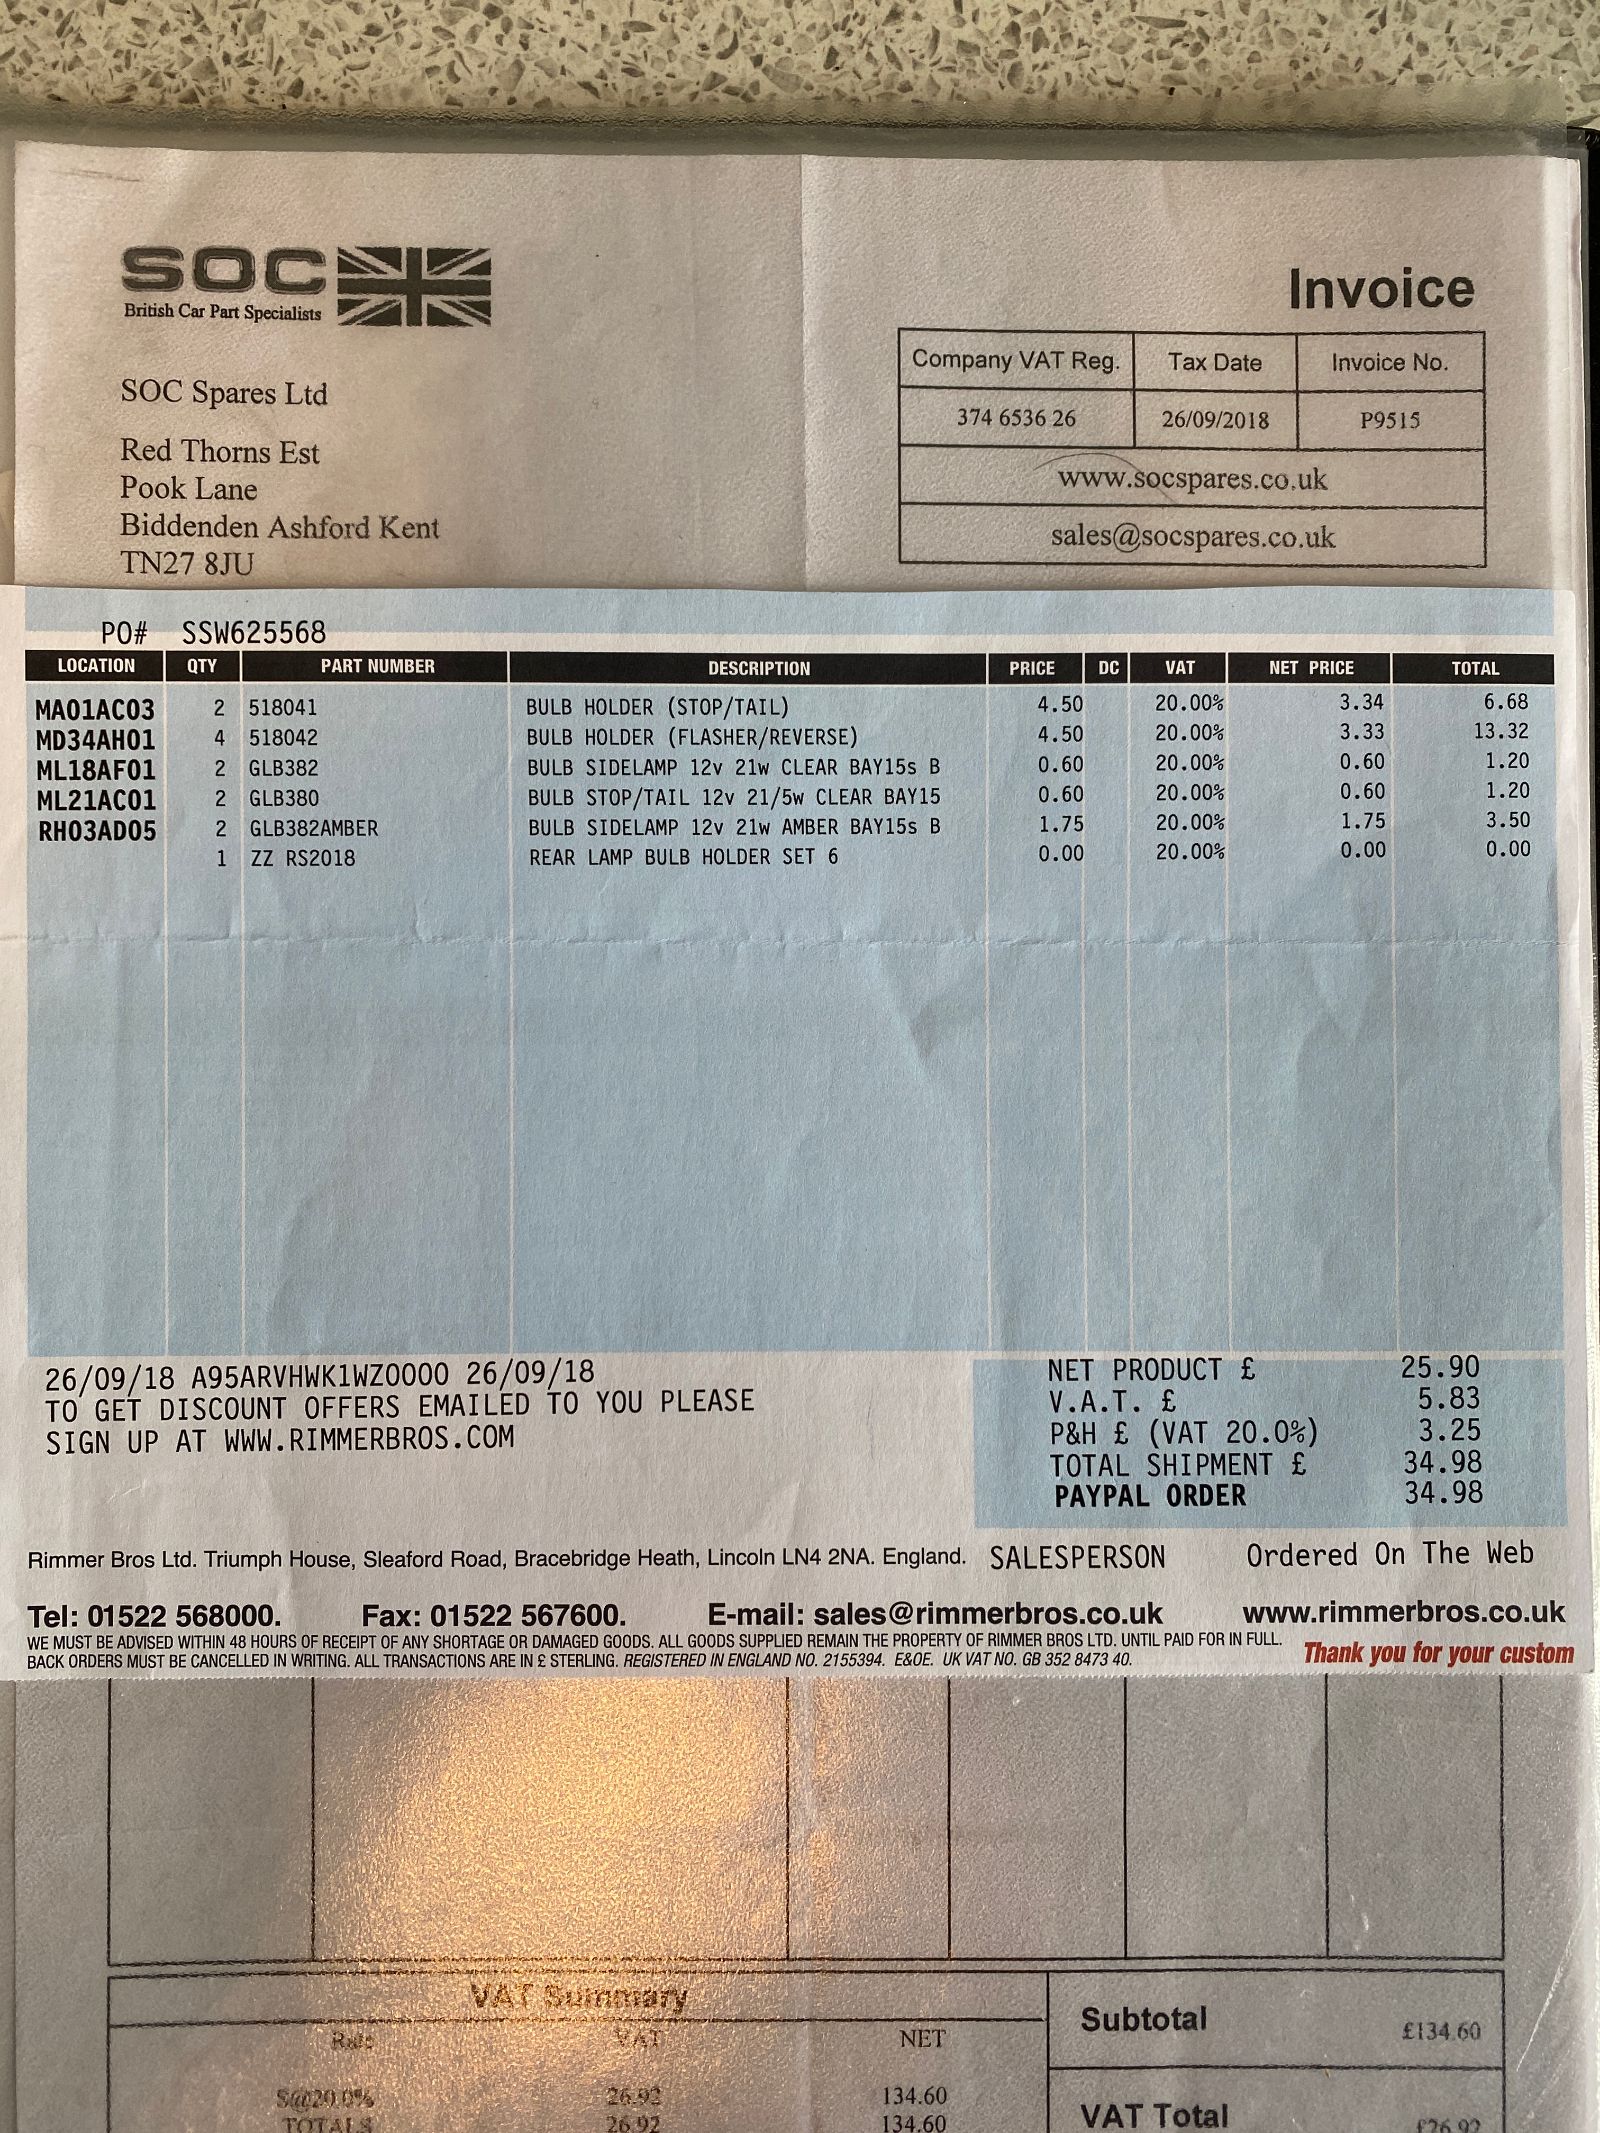 SOC
British Car Part Specialists
Invoice
Company VAT Reg. Tax Date Invoice No.
374 6536 26 26/09/2018 P9515
www.socspares.co.uk
sales@socspares.co.uk
SOC Spares Ltd
Red Thorns Est
Pook Lane
Biddenden Ashford Kent
TN27 8JU
PO# SSW625568
LOCATION QTY PART NUMBER DESCRIPTION PRICE DC VAT NET PRICE TOTAL
MA01AC03 2 518041 BULB HOLDER (STOP/TAIL) 4.50 20.00% 3.34 6.68
MD34AH01 4 518042 BULB HOLDER (FLASHER/REVERSE) 4.50 20.00% 3.33 13.32
ML18AF01 2 GLB382 BULB SIDELAMP 12v 21w CLEAR BAY15s B 0.60 20.00% 0.60 1.20
ML21AC01 2 GLB380 BULB STOP/TAIL 12v 21/5w CLEAR BAY15 0.60 20.00% 0.60 1.20
RH03AD05 2 GLB382AMBER BULB SIDELAMP 12v 21w AMBER BAY15s B 1.75 20.00% 1.75 3.50
1 ZZ RS2018 REAR LAMP BULB HOLDER SET 6 0.00 20.00% 0.00 0.00
26/09/18 A95ARVHWK1WZ0000 26/09/18
TO GET DISCOUNT OFFERS EMAILED TO YOU PLEASE
SIGN UP AT WWW.RIMMERBROS.COM
NET PRODUCT £ 25.90
V.A.T. £ 5.83
P&H £ (VAT 20.0%) 3.25
TOTAL SHIPMENT £ 34.98
PAYPAL ORDER 34.98
Rimmer Bros Ltd. Triumph House, Sleaford Road, Bracebridge Heath, Lincoln LN4 2NA. England. SALESPERSON Ordered On The Web
Tel: 01522 568000. Fax: 01522 567600. E-mail: sales@rimmerbros.co.uk www.rimmerbros.co.uk
WE MUST BE ADVISED WITHIN 48 HOURS OF RECEIPT OF ANY SHORTAGE OR DAMAGED GOODS. ALL GOODS SUPPLIED REMAIN THE PROPERTY OF RIMMER BROS LTD. UNTIL PAID FOR IN FULL.
BACK ORDERS MUST BE CANCELLED IN WRITING. ALL TRANSACTIONS ARE IN £ STERLING. REGISTERED IN ENGLAND NO. 2155394. E&OE. UK VAT NO. GB 352 8473 40.
Thank you for your custom
VAT Summary
Rate VAT NET
S@20.0% 26.92 134.60
TOTALS 26.92 134.60
Subtotal £134.60
VAT Total £26.92